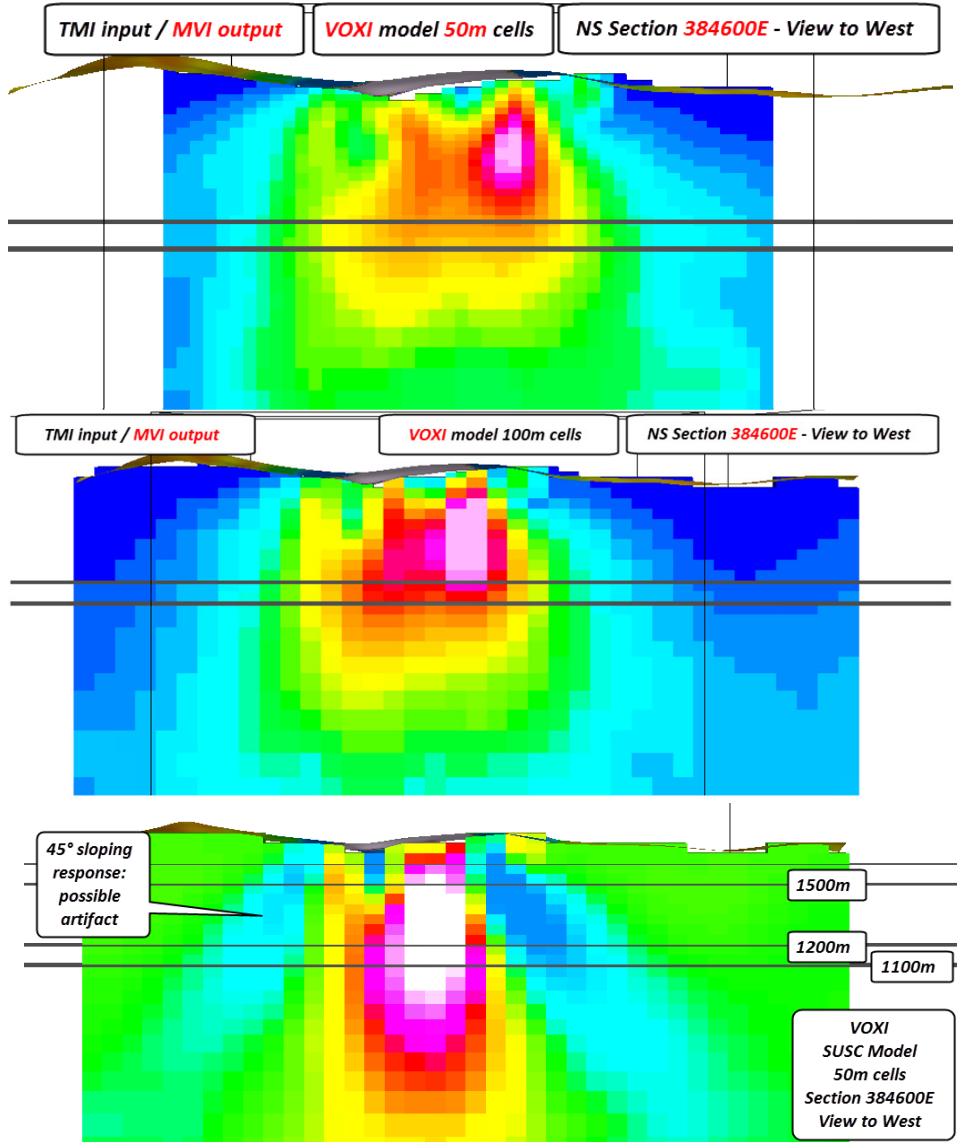 TMI input / MVI output
VOXI model 50m cells
NS Section 384600E - View to West
TMI input / MVI output
VOXI model 100m cells
NS Section 384600E - View to West
45° sloping
response:
possible
artifact
1500m
1200m
1100m
VOXI
SUSC Model
50m cells
Section 384600E
View to West